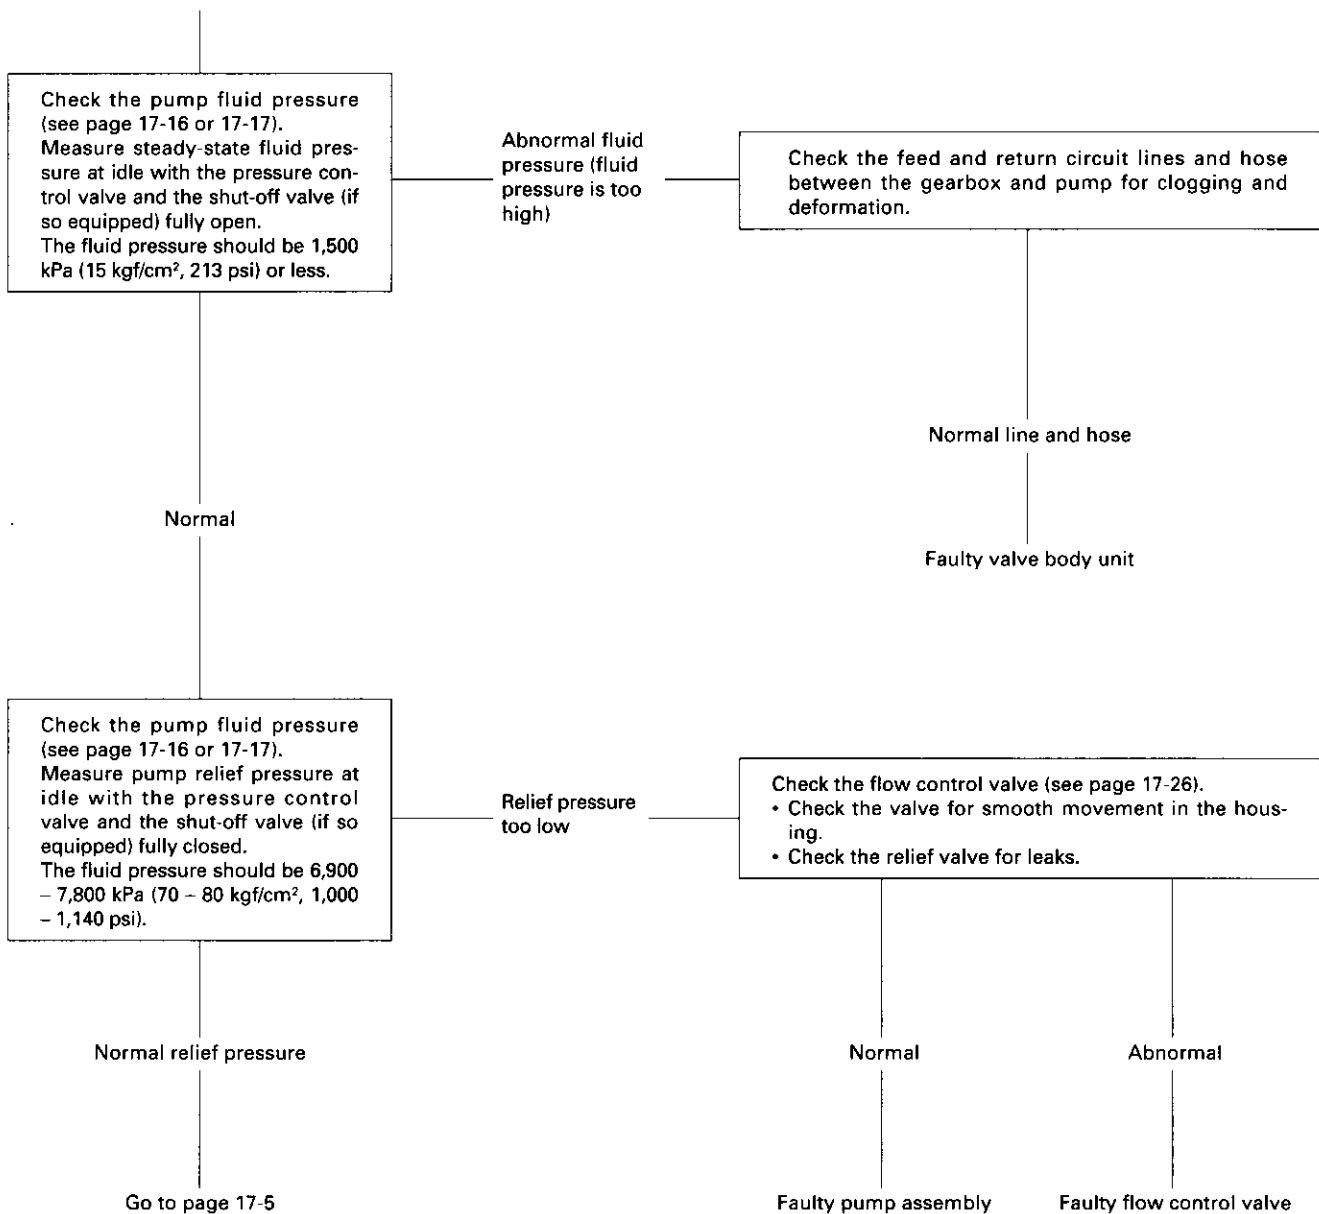 Check the pump fluid pressure
(see page 17-16 or 17-17).
Measure steady-state fluid pres-
sure at idle with the pressure con-
trol valve and the shut-off valve (if
so equipped) fully open.
The fluid pressure should be 1,500
kPa (15 kgf/cm², 213 psi) or less.
Abnormal fluid
pressure (fluid
pressure is too
high)
Check the feed and return circuit lines and hose
between the gearbox and pump for clogging and
deformation.
Normal line and hose
Faulty valve body unit
Normal
Check the pump fluid pressure
(see page 17-16 or 17-17).
Measure pump relief pressure at
idle with the pressure control
valve and the shut-off valve (if so
equipped) fully closed.
The fluid pressure should be 6,900
– 7,800 kPa (70 – 80 kgf/cm², 1,000
– 1,140 psi).
Relief pressure
too low
Check the flow control valve (see page 17-26).
• Check the valve for smooth movement in the hous-
ing.
• Check the relief valve for leaks.
Normal relief pressure
Normal
Abnormal
Go to page 17-5
Faulty pump assembly
Faulty flow control valve